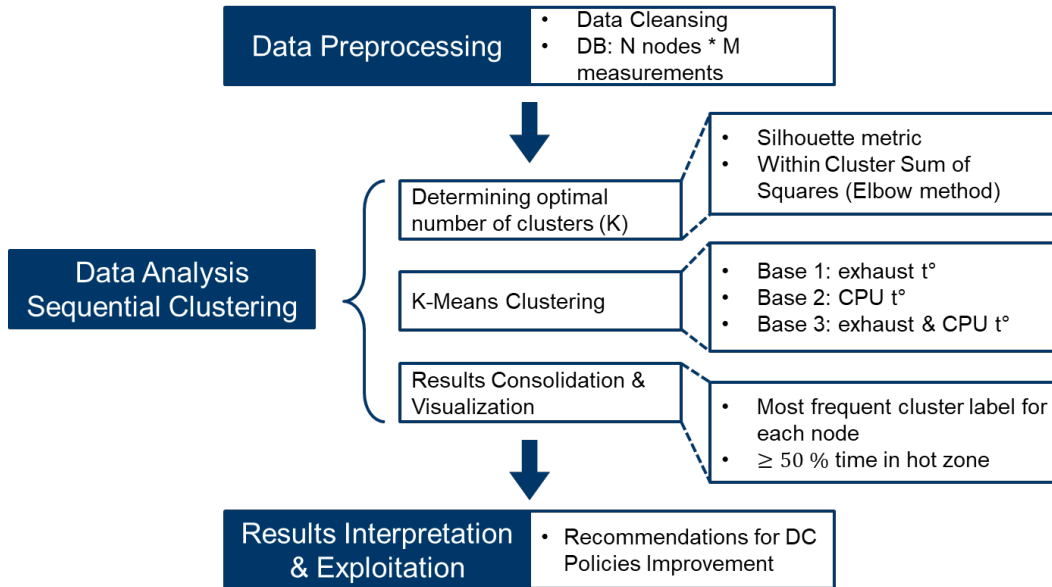 Data Preprocessing
• Data Cleansing
• DB: N nodes * M
measurements
Data Analysis
Sequential Clustering
Determining optimal
number of clusters (K)
• Silhouette metric
• Within Cluster Sum of
Squares (Elbow method)
K-Means Clustering
• Base 1: exhaust t°
• Base 2: CPU t°
• Base 3: exhaust & CPU t°
Results Consolidation &
Visualization
• Most frequent cluster label for
each node
• ≥ 50 % time in hot zone
Results Interpretation
& Exploitation
• Recommendations for DC
Policies Improvement